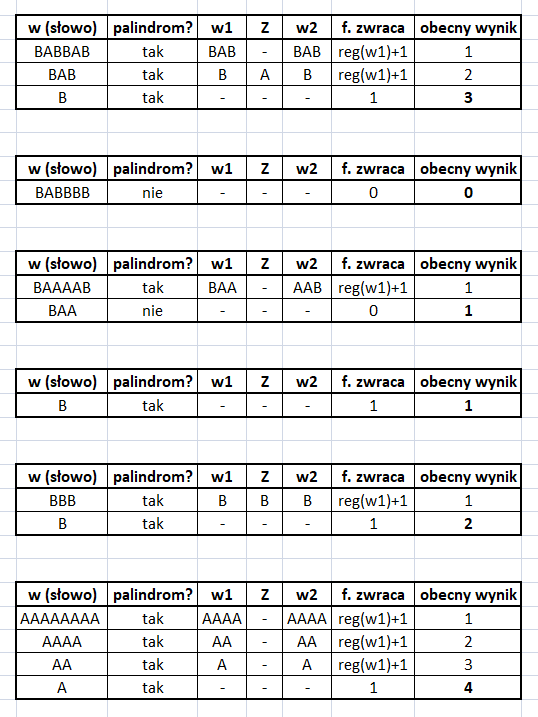 w (słowo) palindrom? w1 Z w2 f. zwraca obecny wynik
BABBAB tak BAB - BAB reg(w1)+1 1
BAB tak B A B reg(w1)+1 2
B tak - - - 1 3
w (słowo) palindrom? w1 Z w2 f. zwraca obecny wynik
BABBBB nie - - - 0 0
w (słowo) palindrom? w1 Z w2 f. zwraca obecny wynik
BAAAAB tak BAA - AAB reg(w1)+1 1
BAA nie - - - 0 1
w (słowo) palindrom? w1 Z w2 f. zwraca obecny wynik
B tak - - - 1 1
w (słowo) palindrom? w1 Z w2 f. zwraca obecny wynik
BBB tak B B B reg(w1)+1 1
B tak - - - 1 2
w (słowo) palindrom? w1 Z w2 f. zwraca obecny wynik
AAAAAAAA tak AAAA - AAAA reg(w1)+1 1
AAAA tak AA - AA reg(w1)+1 2
AA tak A - A reg(w1)+1 3
A tak - - - 1 4